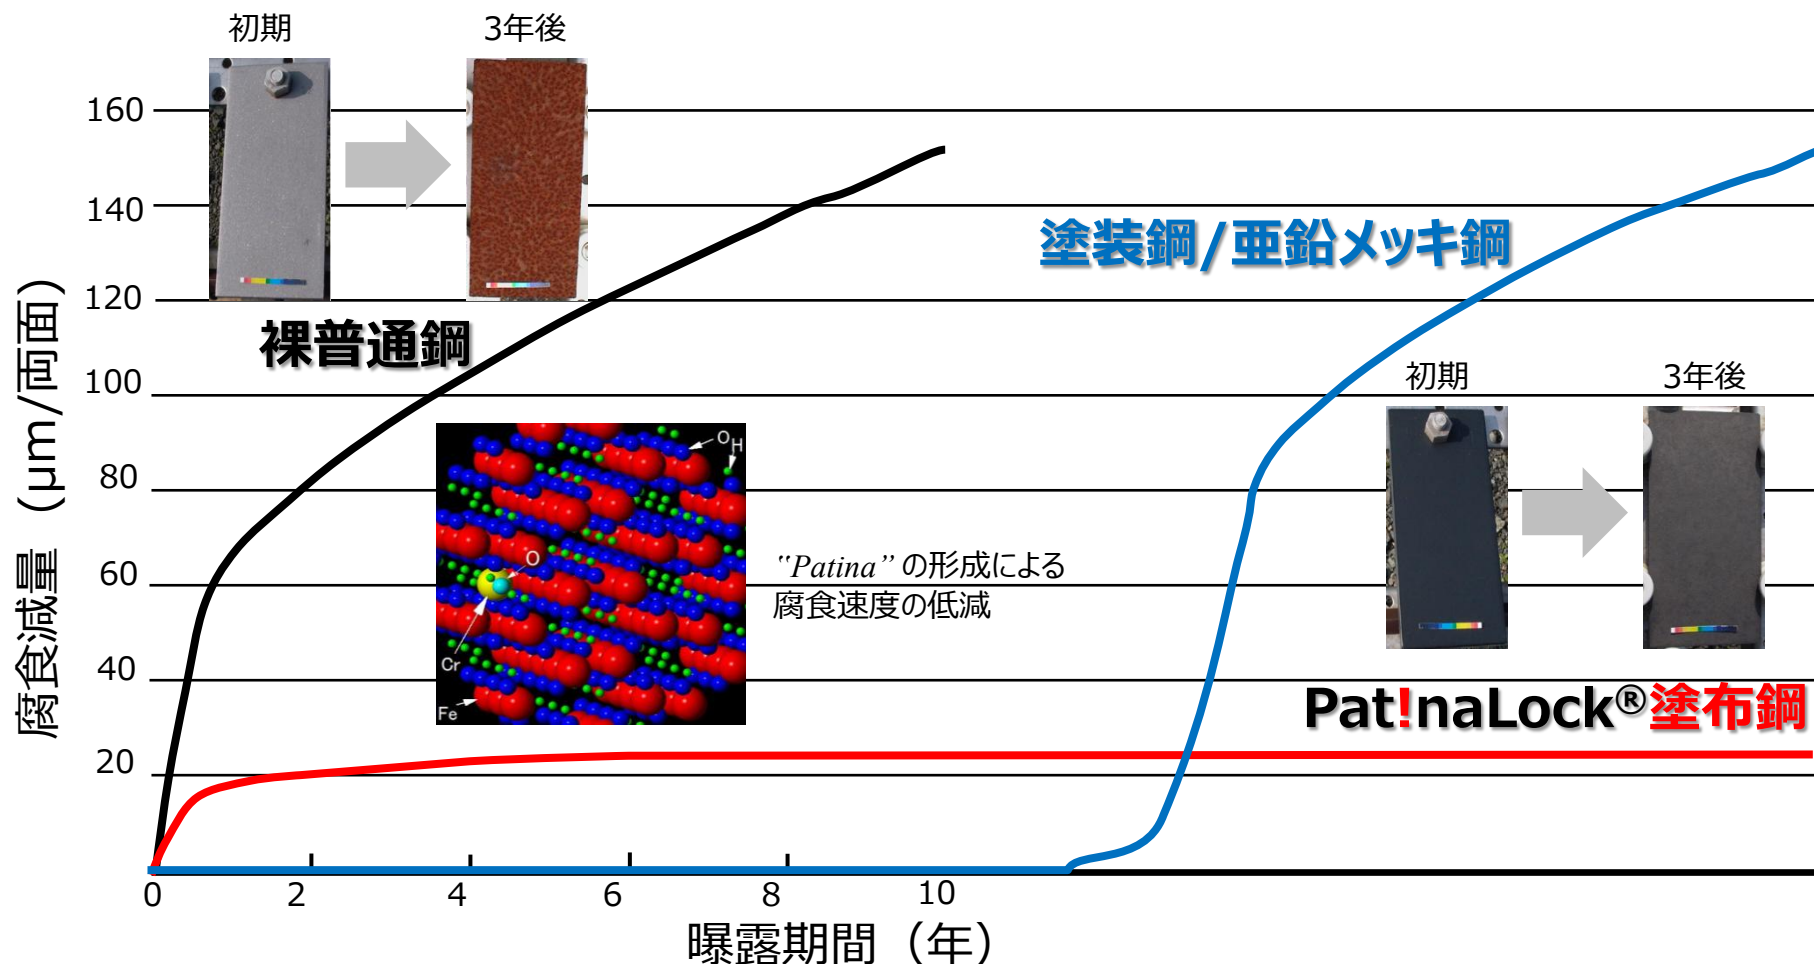 初期
3年後
160
140
120
100
80
60
40
20
腐食減量（μm/両面）
裸普通鋼
塗装鋼/亜鉛メッキ鋼
初期
3年後
O
H
O
Cr
Fe
“Patina” の形成による
腐食速度の低減
Pat!naLock®塗布鋼
0 2 4 6 8 10
曝露期間（年）